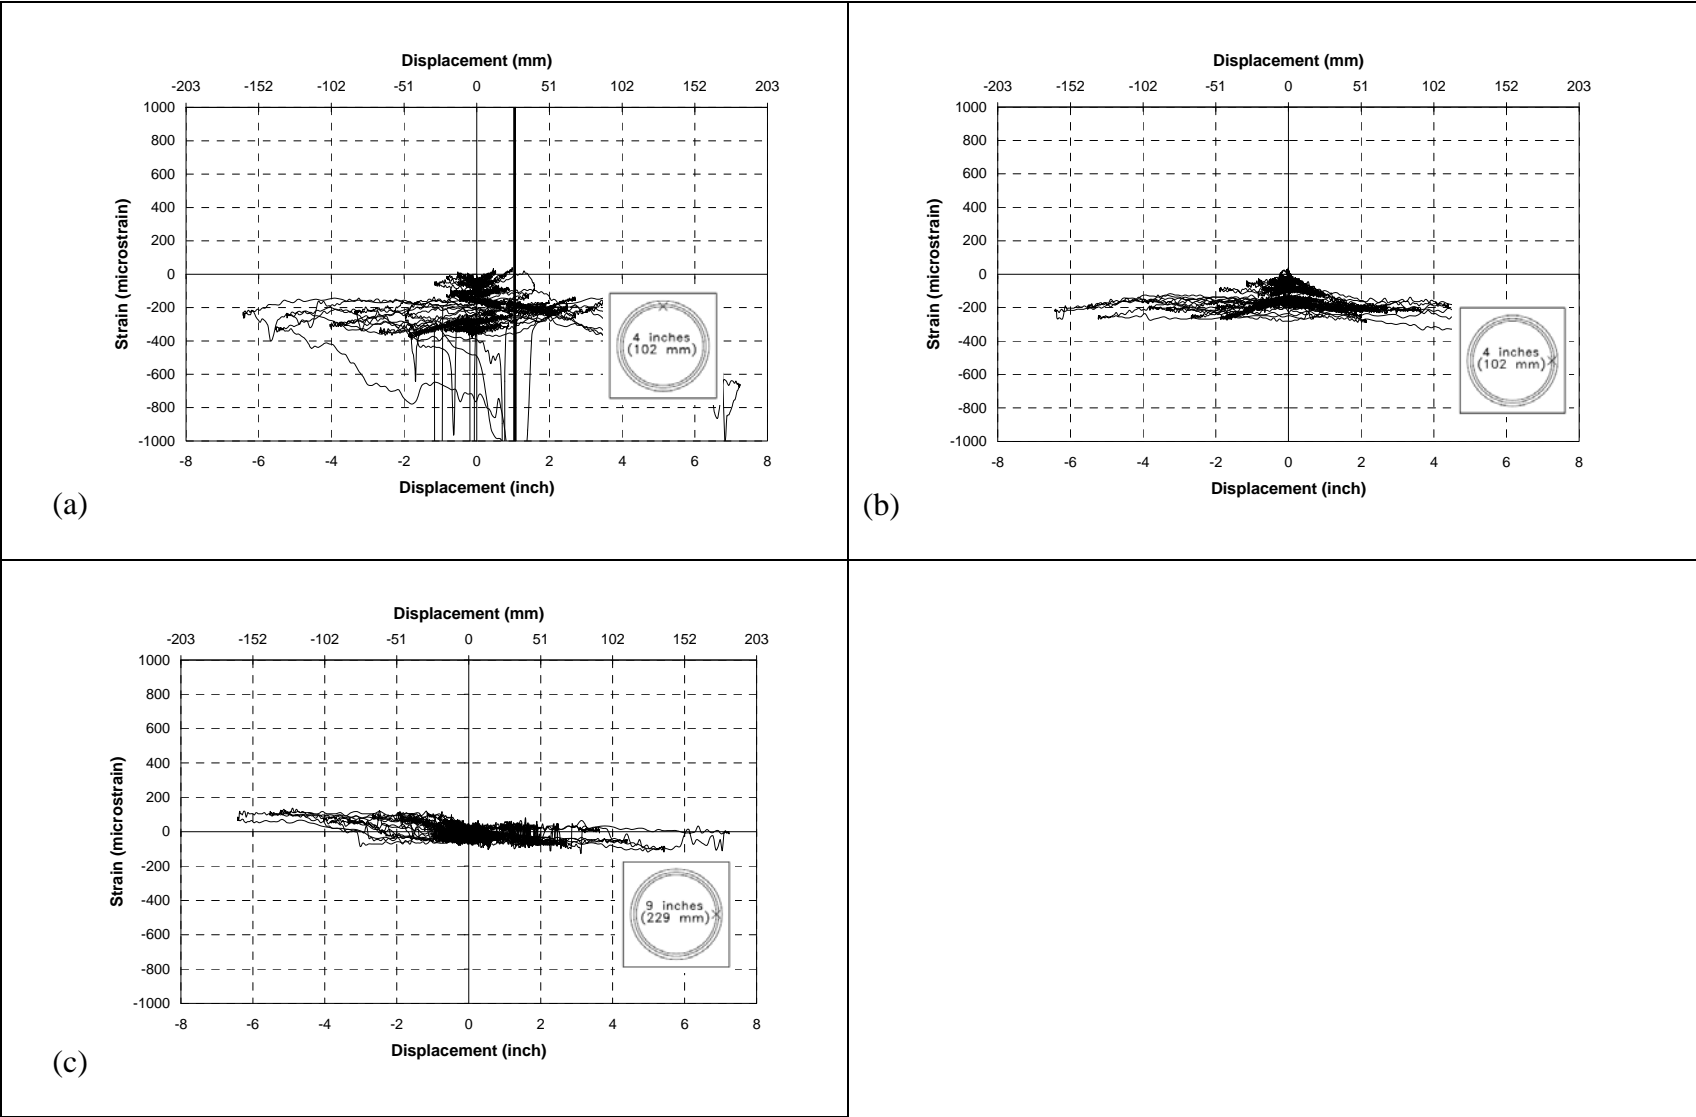 Displacement (mm)
-203 -152 -102 -51 0 51 102 152 203
1000
800
600
400
200
0
-200
-400
-600
-800
-1000
Strain (microstrain)
4 inches
(102 mm)
-8 -6 -4 -2 0 2 4 6 8
Displacement (inch)
(a)
Displacement (mm)
-203 -152 -102 -51 0 51 102 152 203
1000
800
600
400
200
0
-200
-400
-600
-800
-1000
Strain (microstrain)
4 inches
(102 mm)
-8 -6 -4 -2 0 2 4 6 8
Displacement (inch)
(b)
Displacement (mm)
-203 -152 -102 -51 0 51 102 152 203
1000
800
600
400
200
0
-200
-400
-600
-800
-1000
Strain (microstrain)
9 inches
(229 mm)
-8 -6 -4 -2 0 2 4 6 8
Displacement (inch)
(c)